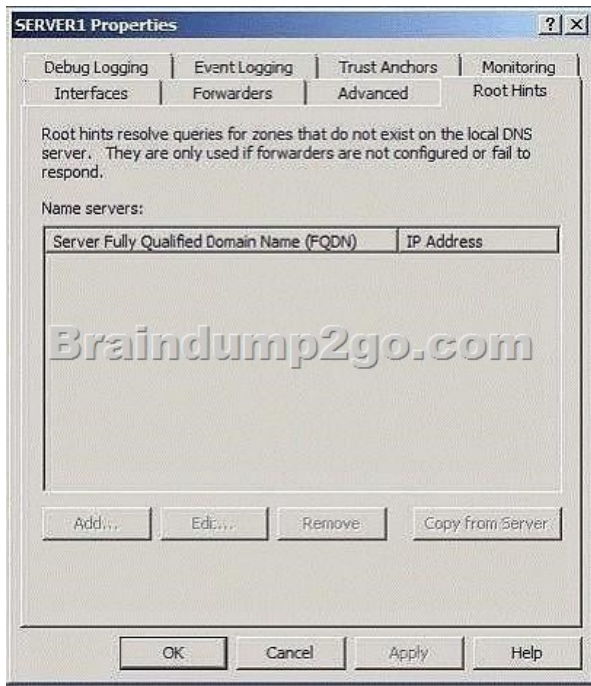 SERVER1 Properties
Debug Logging Event Logging Trust Anchors Monitoring
Interfaces Forwarders Advanced Root Hints
Root hints resolve queries for zones that do not exist on the local DNS
server. They are only used if forwarders are not configured or fail to
respond.
Name servers:
Server Fully Qualified Domain Name (FQDN) IP Address
Braindump2go.com
Add... Edit... Remove Copy from Server
OK Cancel Apply Help